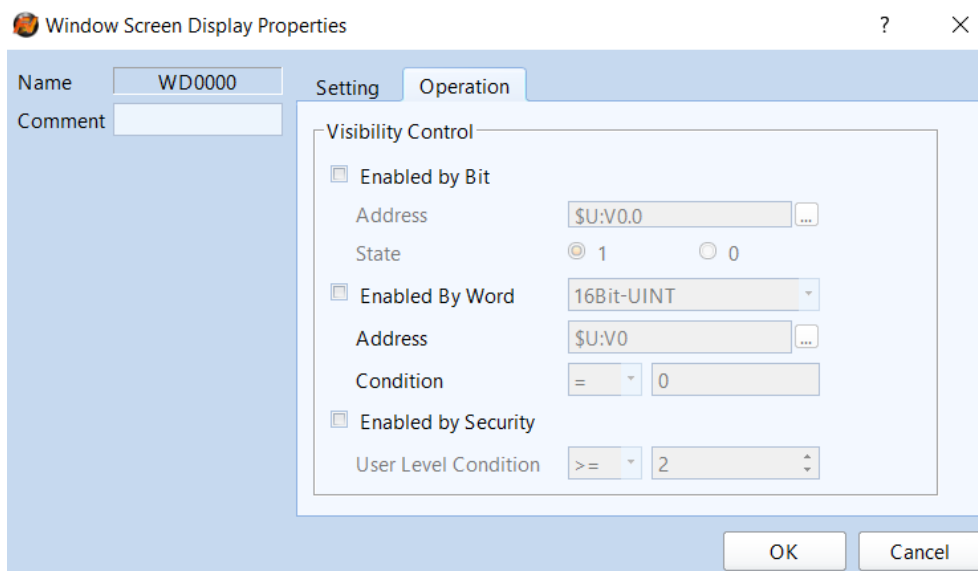 Window Screen Display Properties
Name WD0000
Comment
Setting Operation
Visibility Control
Enabled by Bit
Address $U:V0.0 ...
State 1 0
Enabled By Word 16Bit-UINT
Address $U:V0 ...
Condition = 0
Enabled by Security
User Level Condition >= 2
OK Cancel